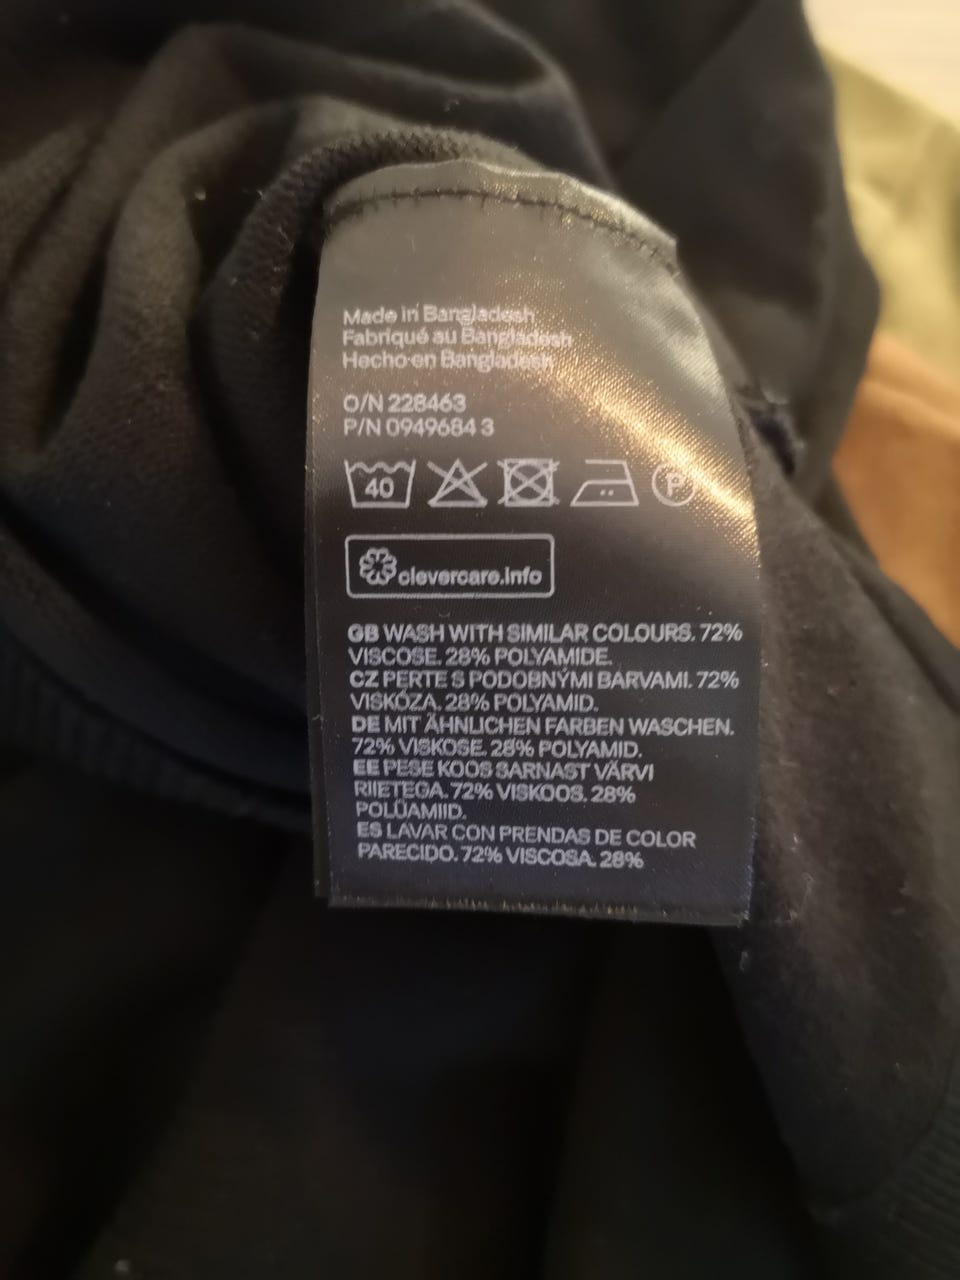 Made in Bangladesh
Fabriqué au Bangladesh
Hecho en Bangladesh
O/N 228463
P/N 0949684 3
40 P
clevercare.info
GB WASH WITH SIMILAR COLOURS. 72%
VISCOSE. 28% POLYAMIDE.
CZ PERTE S PODOBNÝMI BARVAMI. 72%
VISKÓZA. 28% POLYAMID.
DE MIT ÄHNLICHEN FARBEN WASCHEN.
72% VISKOSE. 28% POLYAMID.
EE PESE KOOS SARNAST VÄRVI
RIIETEGA. 72% VISKOOS. 28%
POLÜAMIID.
ES LAVAR CON PRENDAS DE COLOR
PARECIDO. 72% VISCOSA. 28%